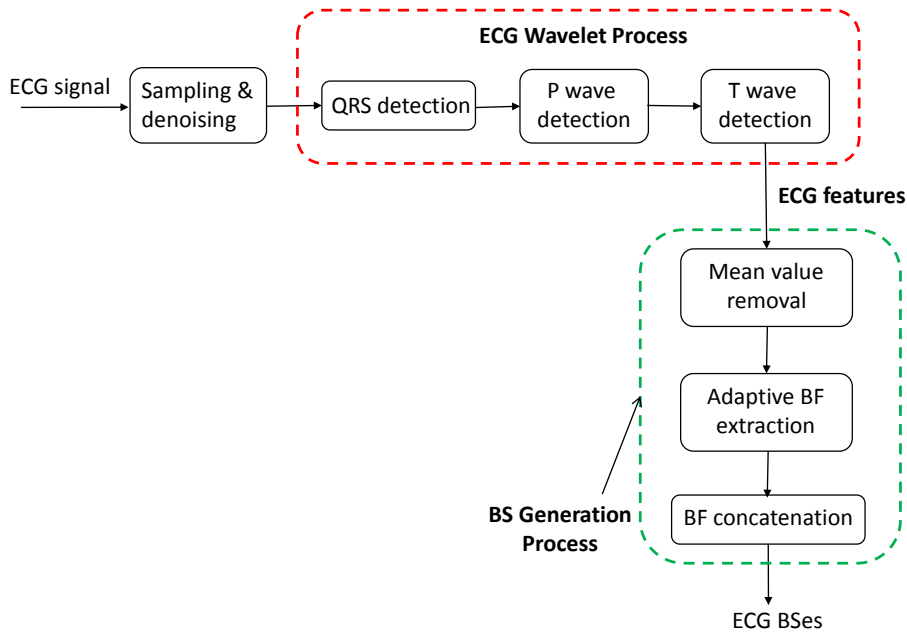 ECG Wavelet Process
ECG signal
Sampling &
denoising
QRS detection
P wave
detection
T wave
detection
ECG features
Mean value
removal
Adaptive BF
extraction
BS Generation
Process
BF concatenation
ECG BSes